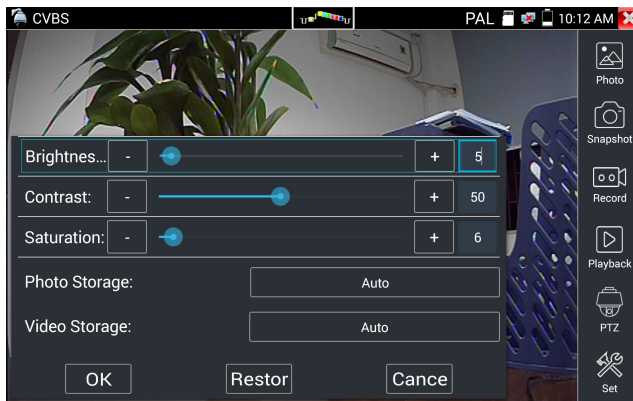 CVBS PAL 10:12 AM
Photo
Snapshot
Record
Playback
PTZ
Set
Brightnes... - + 5
Contrast: - + 50
Saturation: - + 6
Photo Storage: Auto
Video Storage: Auto
OK Restor Cance